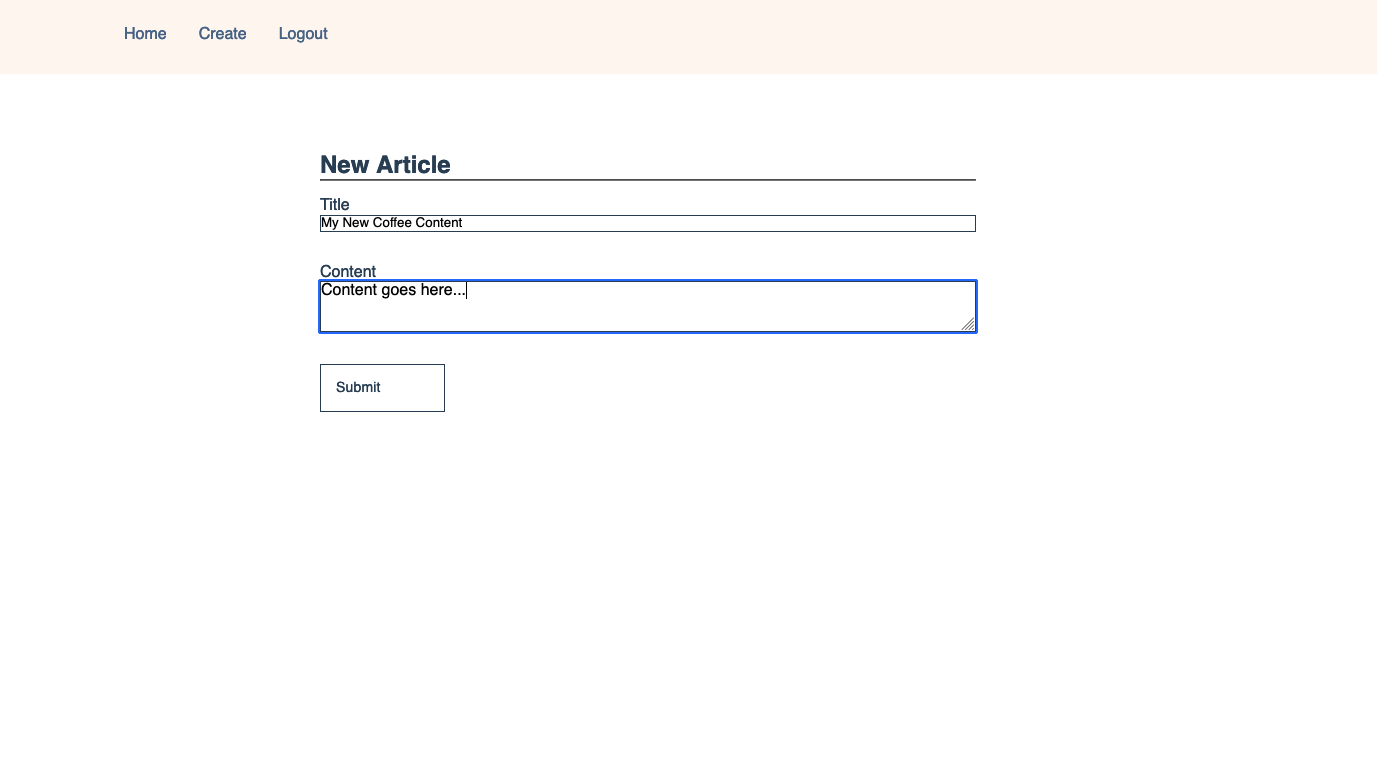 Home Create Logout
New Article
Title
My New Coffee Content
Content
Content goes here...
Submit